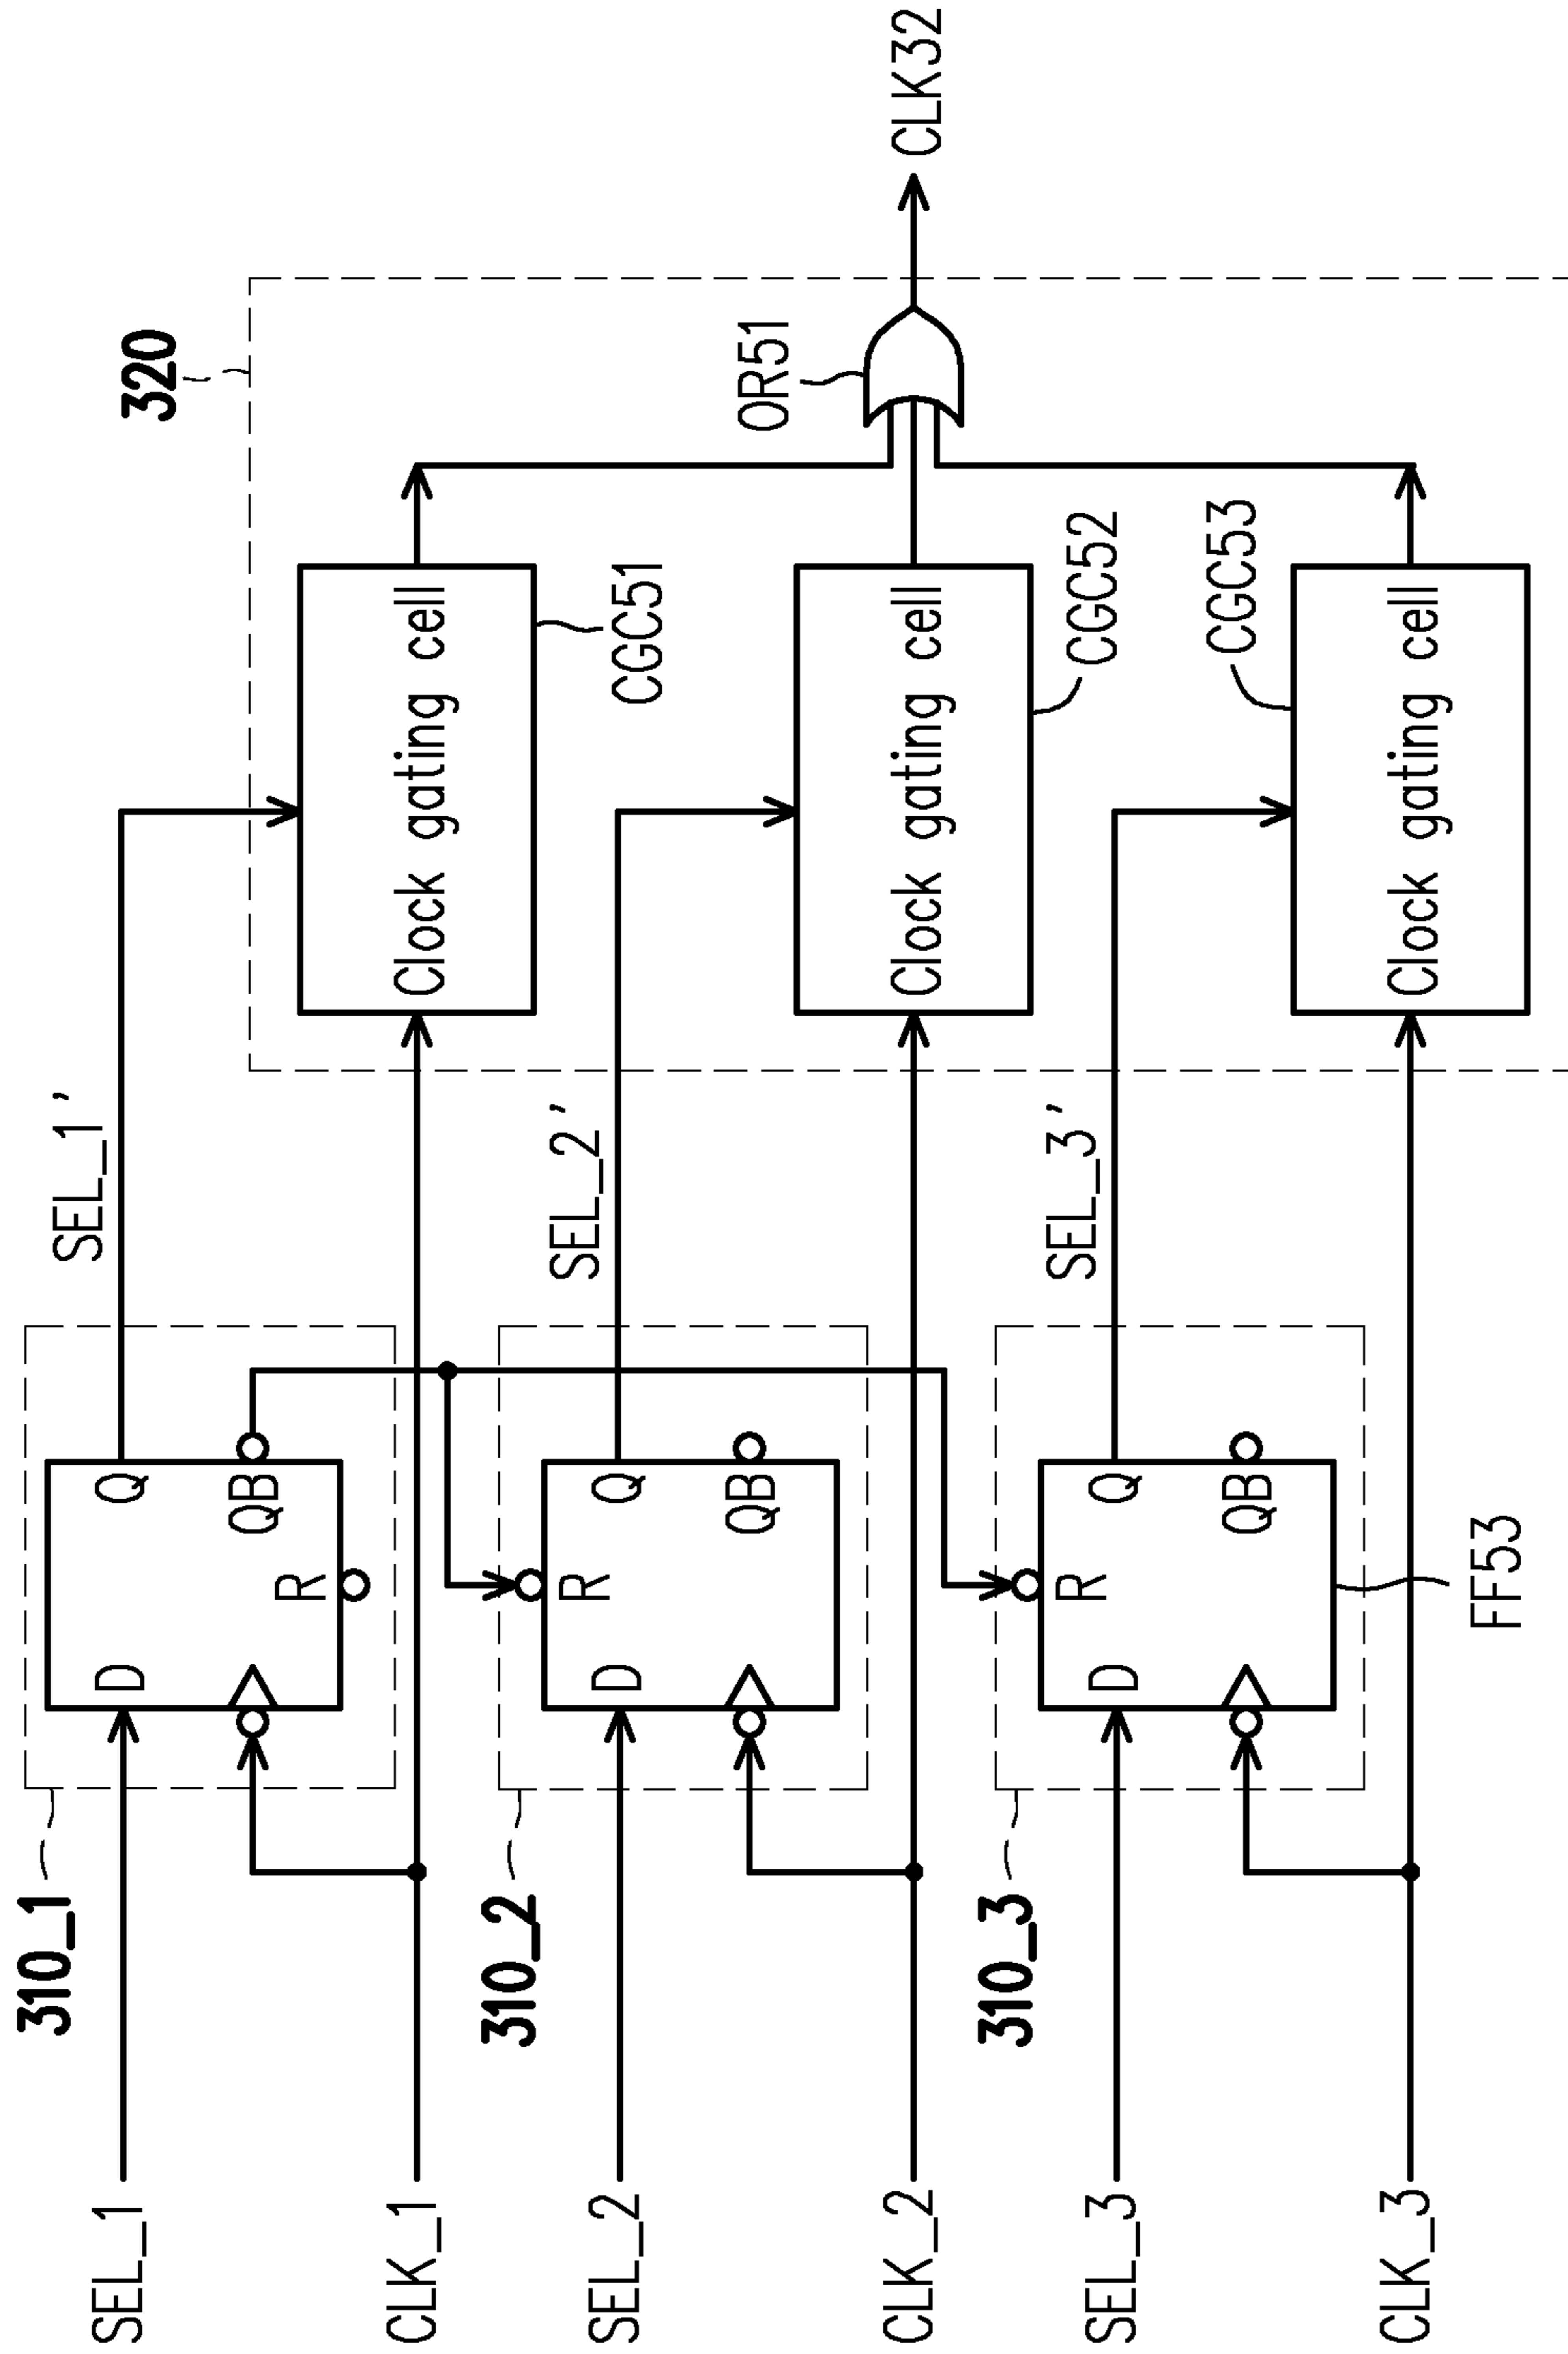 320
SEL_1'
310_1
SEL_1
D
Q
QB
R
CLK_1
Clock gating cell
CGC51
OR51
CLK32
SEL_2'
310_2
SEL_2
D
R
Q
QB
CLK_2
Clock gating cell
CGC52
SEL_3'
310_3
SEL_3
D
R
Q
QB
FF53
CLK_3
Clock gating cell
CGC53